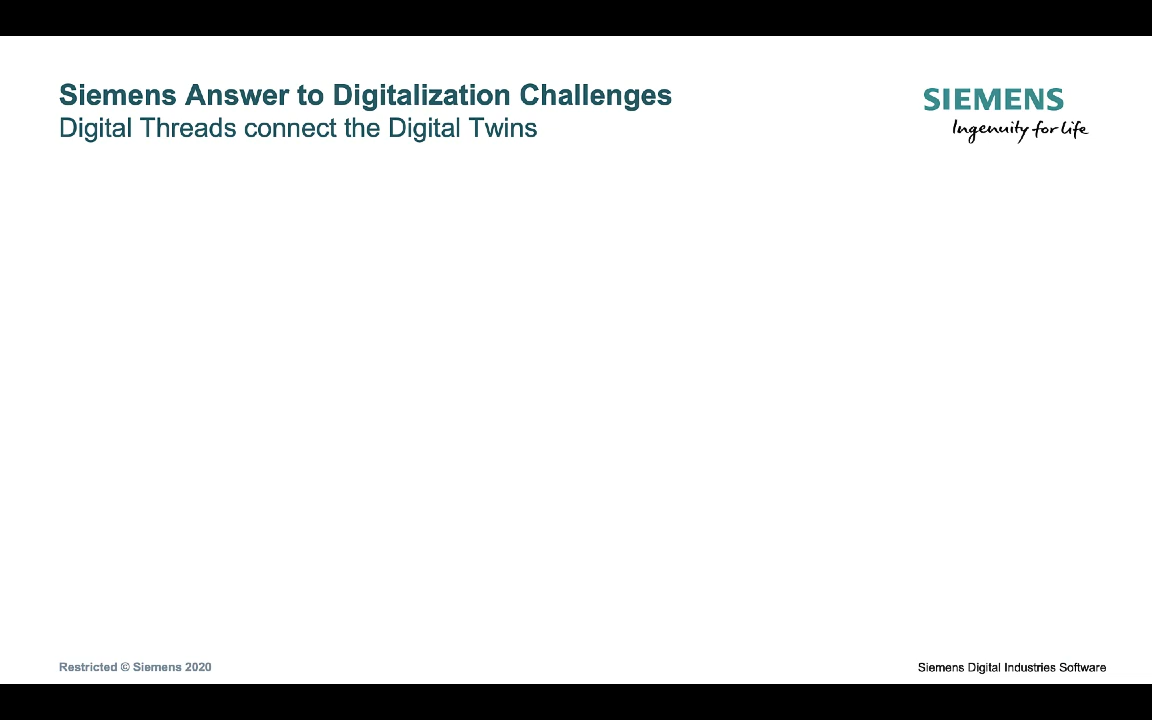 Siemens Answer to Digitalization Challenges
Digital Threads connect the Digital Twins
SIEMENS
Ingenuity for life
Restricted © Siemens 2020
Siemens Digital Industries Software